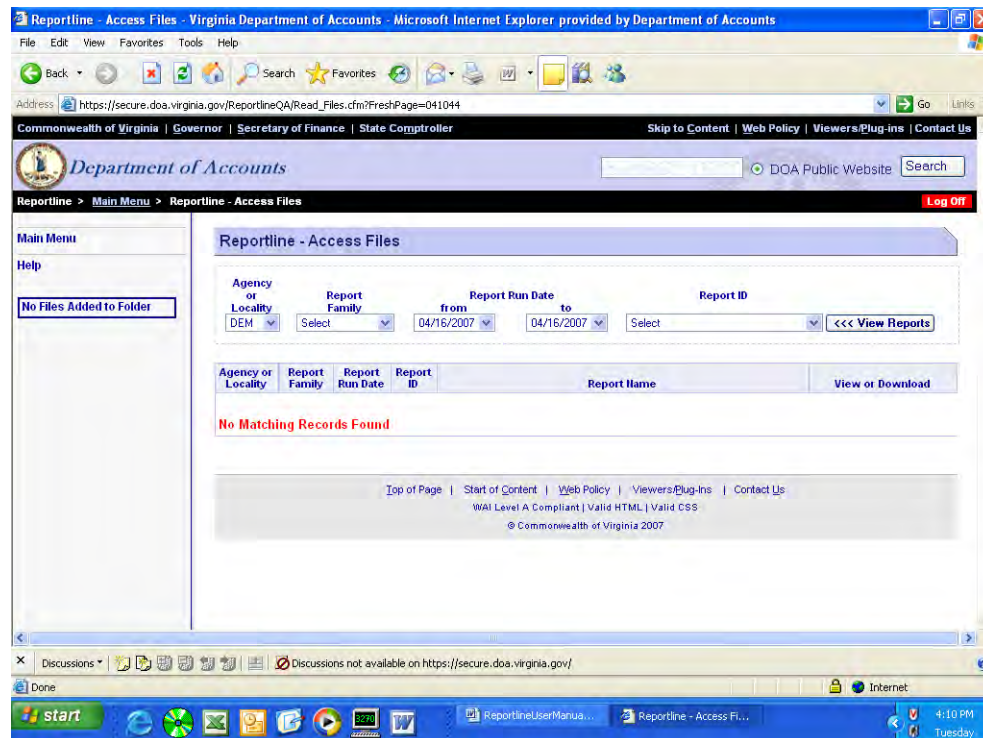 Reportline - Access Files - Virginia Department of Accounts - Microsoft Internet Explorer provided by Department of Accounts
File Edit View Favorites Tools Help
Back Search Favorites
Address https://secure.doa.virginia.gov/ReportlineQA/Read_Files.cfm?FreshPage=041044 Go Links
Commonwealth of Virginia | Governor | Secretary of Finance | State Comptroller Skip to Content | Web Policy | Viewers/Plug-ins | Contact Us
Department of Accounts DOA Public Website Search
Reportline > Main Menu > Reportline - Access Files Log Off
Main Menu
Help
No Files Added to Folder
Reportline - Access Files
Agency or Locality
Report Family
Report Run Date
from to
Report ID
DEM Select 04/16/2007 04/16/2007 Select <<< View Reports
Agency or Locality Report Family Report Run Date Report ID Report Name View or Download
No Matching Records Found
Top of Page | Start of Content | Web Policy | Viewers/Plug-Ins | Contact Us
WAI Level A Compliant | Valid HTML | Valid CSS
© Commonwealth of Virginia 2007
Discussions Discussions not available on https://secure.doa.virginia.gov/
Done Internet
start 3270 ReportlineUserManua... Reportline - Access Fi... 4:10 PM
Tuesday